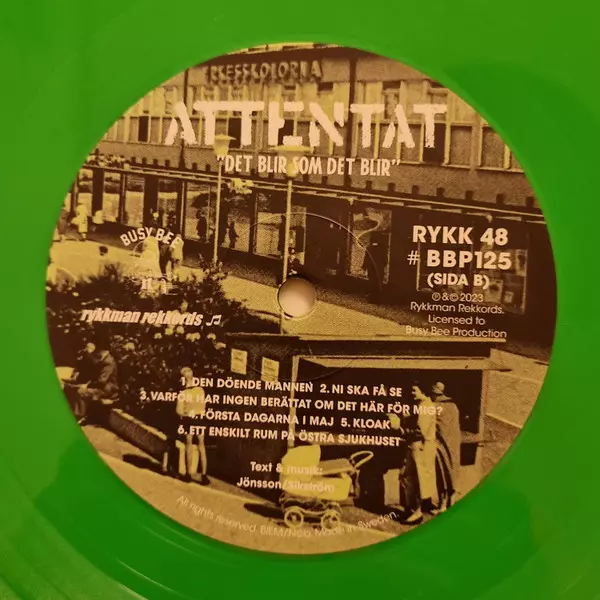 ATTENTAT
"DET BLIR SOM DET BLIR"
BUSY BEE
rykkman rekkords
RYKK 48
# BBP125
(SIDA B)
℗&© 2023
Rykkman Rekkords.
Licensed to
Busy Bee Production
1. DEN DÖENDE MANNEN 2. NI SKA FÅ SE
3. VARFÖR HAR INGEN BERÄTTAT OM DET HÄR FÖR MIG?
4. FÖRSTA DAGARNA I MAJ 5. KLOAK
6. ETT ENSKILT RUM PÅ ÖSTRA SJUKHUSET
Text & musik:
Jönsson/Sikström
All rights reserved. BIEM/Ncb. Made in Sweden.